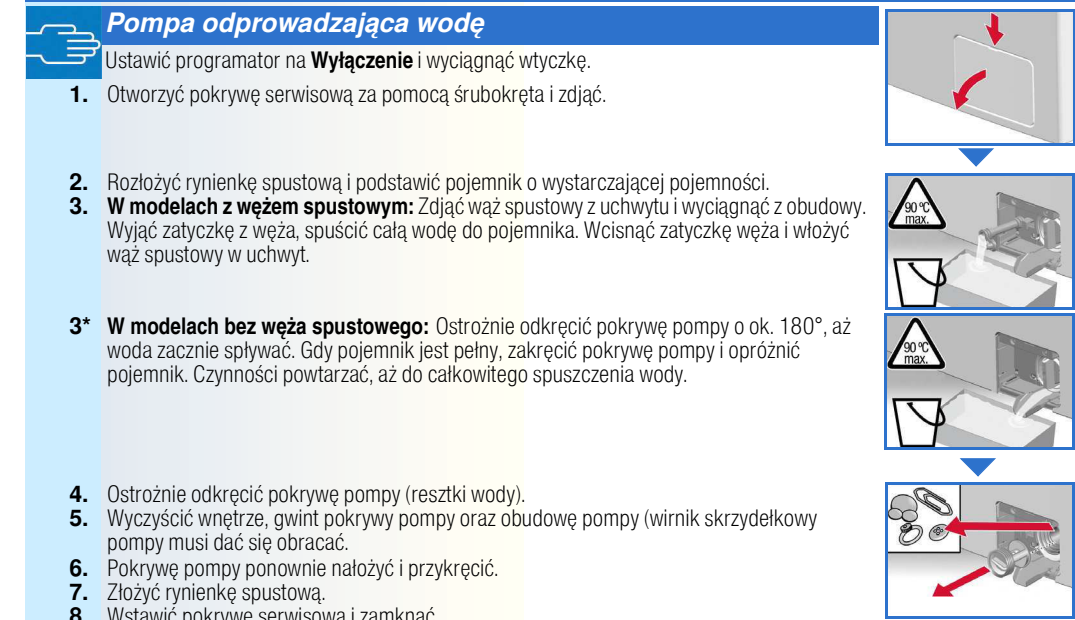 Pompa odprowadzająca wodę
Ustawić programator na Wyłączenie i wyciągnąć wtyczkę.
1. Otworzyć pokrywę serwisową za pomocą śrubokręta i zdjąć.
2. Rozłożyć rynienkę spustową i podstawić pojemnik o wystarczającej pojemności.
3. W modelach z wężem spustowym: Zdjąć wąż spustowy z uchwytu i wyciągnąć z obudowy.
Wyjąć zatyczkę z węża, spuścić całą wodę do pojemnika. Wcisnąć zatyczkę węża i włożyć
wąż spustowy w uchwyt.
90 °C
max.
3* W modelach bez węża spustowego: Ostrożnie odkręcić pokrywę pompy o ok. 180°, aż
woda zacznie spływać. Gdy pojemnik jest pełny, zakręcić pokrywę pompy i opróżnić
pojemnik. Czynności powtarzać, aż do całkowitego spuszczenia wody.
90 °C
max.
4. Ostrożnie odkręcić pokrywę pompy (resztki wody).
5. Wyczyścić wnętrze, gwint pokrywy pompy oraz obudowę pompy (wirnik skrzydełkowy
pompy musi dać się obracać.
6. Pokrywę pompy ponownie nałożyć i przykręcić.
7. Złożyć rynienkę spustową.
8. Wstawić pokrywę serwisową i zamknąć.